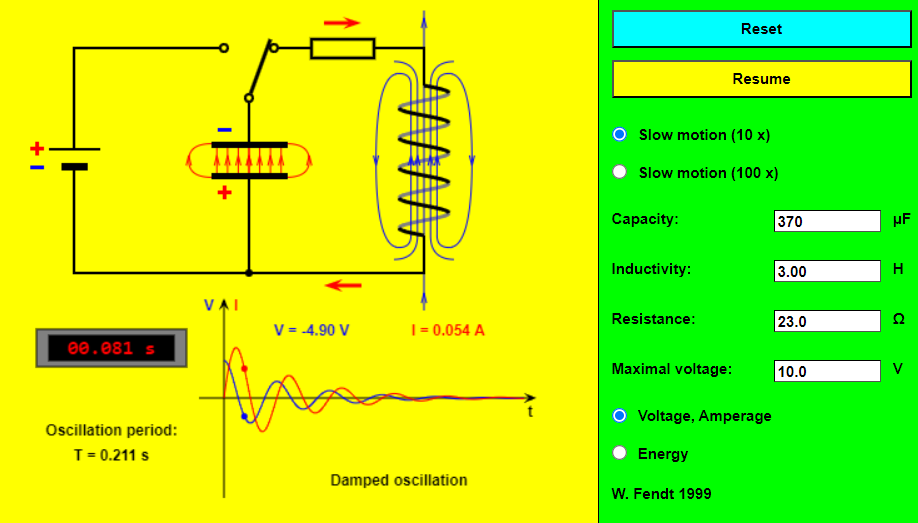 +
−
−
+
V I
V = -4.90 V
I = 0.054 A
00.081 s
t
Oscillation period:
T = 0.211 s
Damped oscillation
Reset
Resume
Slow motion (10 x)
Slow motion (100 x)
Capacity: 370 µF
Inductivity: 3.00 H
Resistance: 23.0 Ω
Maximal voltage: 10.0 V
Voltage, Amperage
Energy
W. Fendt 1999